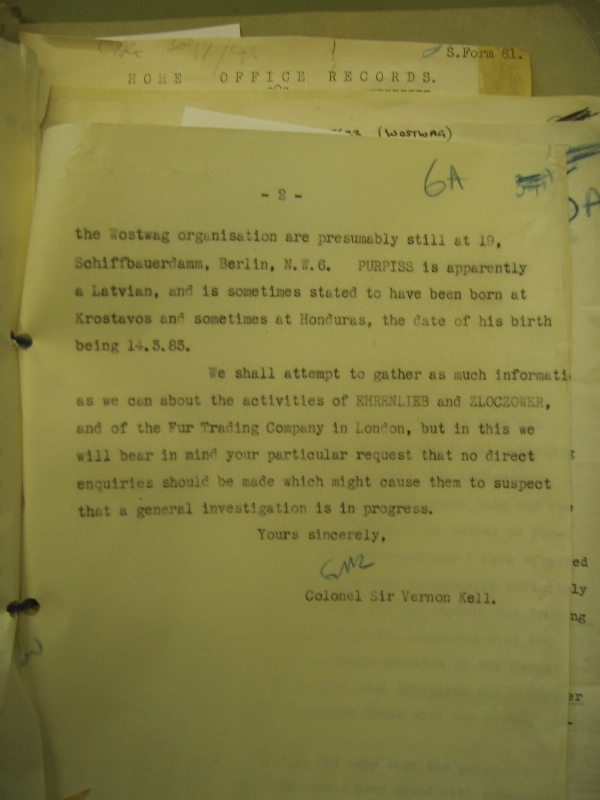 S.Form 61.
HOME OFFICE RECORDS.
(WOSTWAG)
6A
- 2 -
the Wostwag organisation are presumably still at 19,
Schiffbauerdamm, Berlin, N.W.6. PURPISS is apparently
a Latvian, and is sometimes stated to have been born at
Krostavos and sometimes at Honduras, the date of his birth
being 14.3.83.
We shall attempt to gather as much informati
as we can about the activities of EHRENLIEB and ZLOCZOWER,
and of the Fur Trading Company in London, but in this we
will bear in mind your particular request that no direct
enquiries should be made which might cause them to suspect
that a general investigation is in progress.
Yours sincerely,
Colonel Sir Vernon Kell.
ed
ly
ng
er